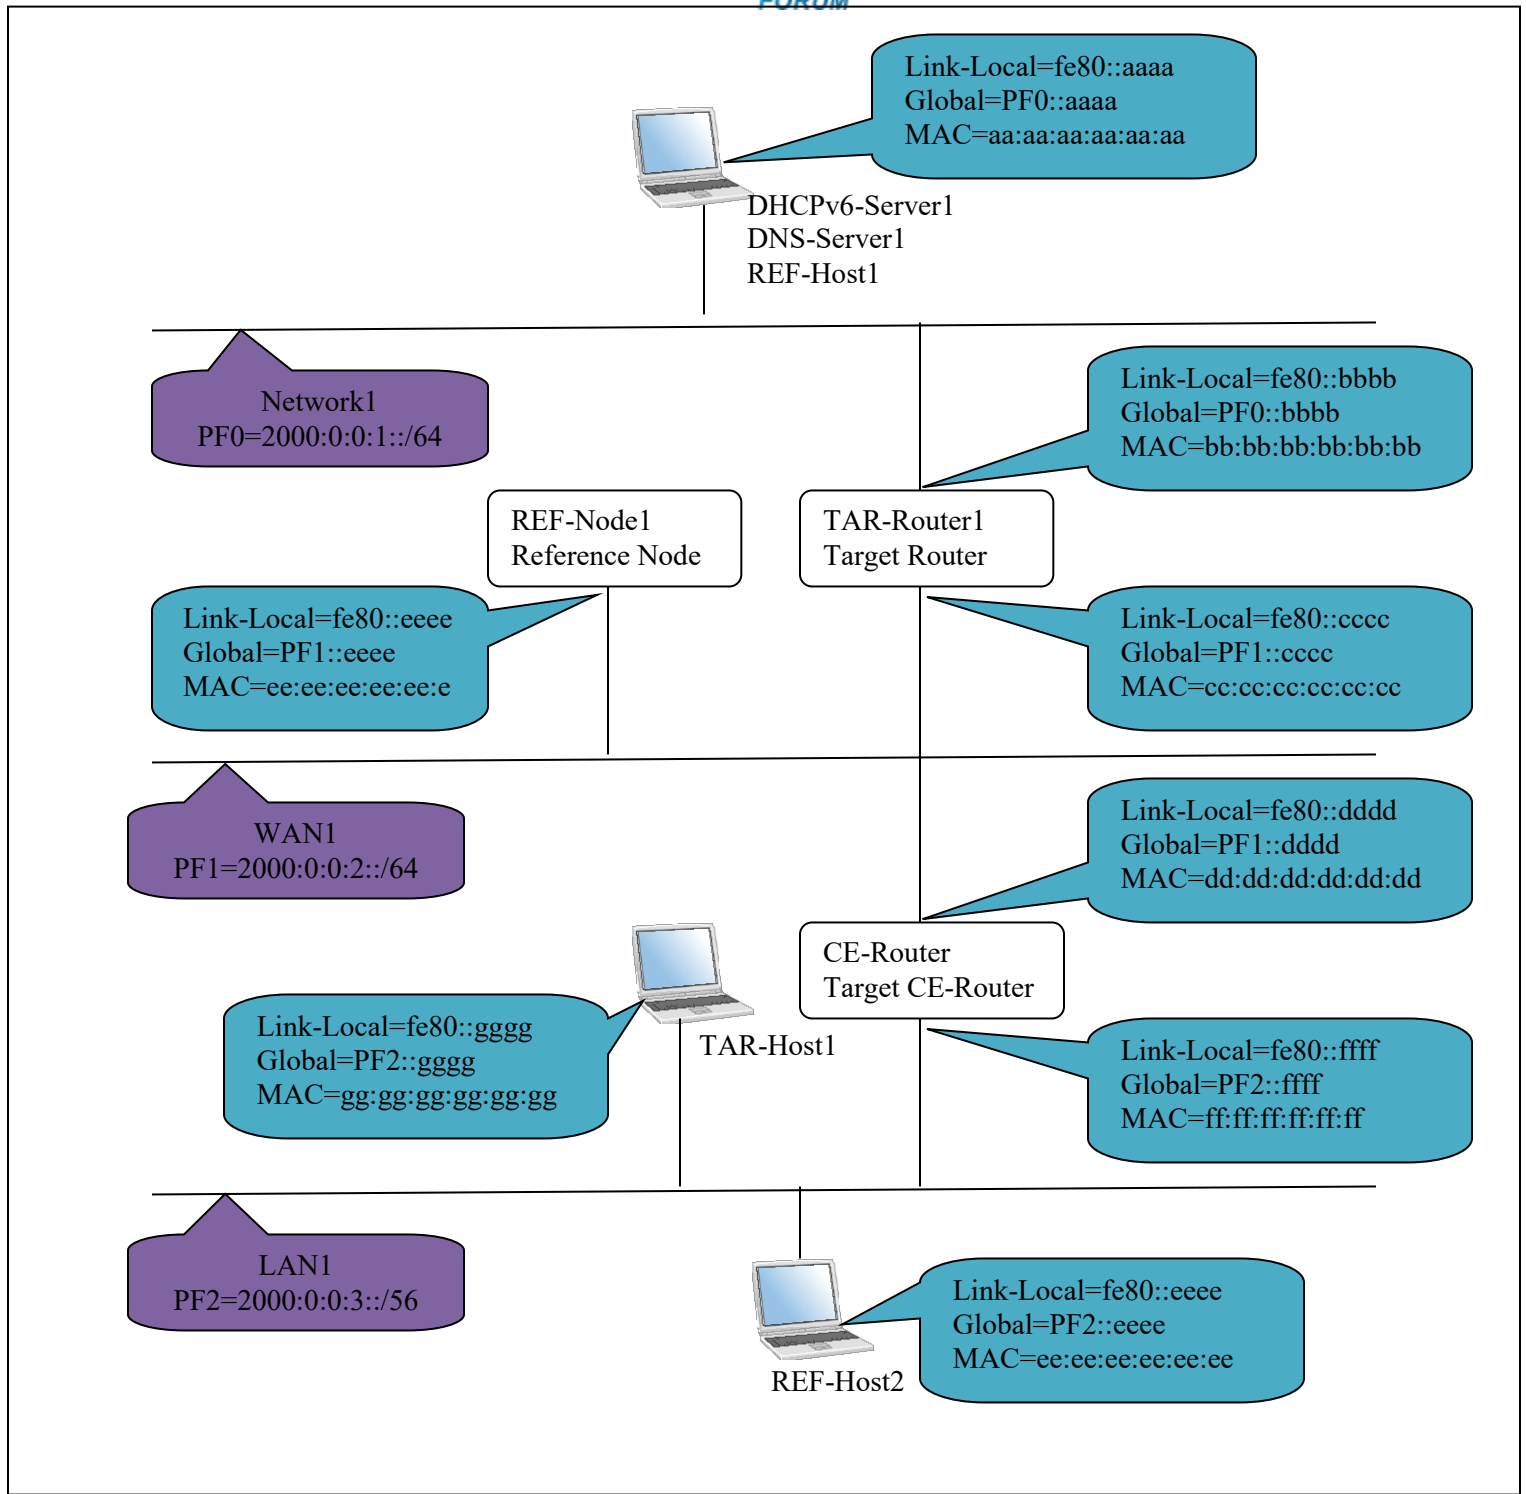 FORUM
Link-Local=fe80::aaaa
Global=PF0::aaaa
MAC=aa:aa:aa:aa:aa:aa
DHCPv6-Server1
DNS-Server1
REF-Host1
Network1
PF0=2000:0:0:1::/64
Link-Local=fe80::bbbb
Global=PF0::bbbb
MAC=bb:bb:bb:bb:bb:bb
REF-Node1
Reference Node
TAR-Router1
Target Router
Link-Local=fe80::eeee
Global=PF1::eeee
MAC=ee:ee:ee:ee:ee:e
Link-Local=fe80::cccc
Global=PF1::cccc
MAC=cc:cc:cc:cc:cc:cc
WAN1
PF1=2000:0:0:2::/64
Link-Local=fe80::dddd
Global=PF1::dddd
MAC=dd:dd:dd:dd:dd:dd
CE-Router
Target CE-Router
Link-Local=fe80::gggg
Global=PF2::gggg
MAC=gg:gg:gg:gg:gg:gg
TAR-Host1
Link-Local=fe80::ffff
Global=PF2::ffff
MAC=ff:ff:ff:ff:ff:ff
LAN1
PF2=2000:0:0:3::/56
Link-Local=fe80::eeee
Global=PF2::eeee
MAC=ee:ee:ee:ee:ee:ee
REF-Host2